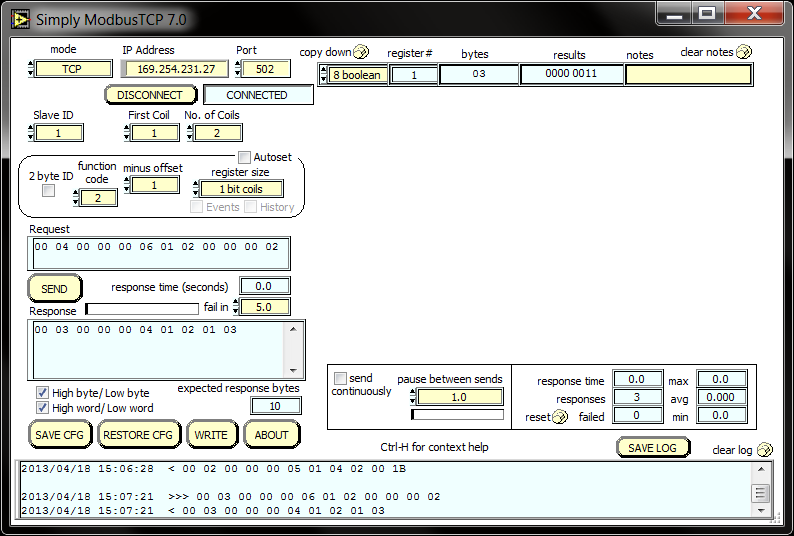 Simply ModbusTCP 7.0
mode IP Address Port copy down register # bytes results notes clear notes
TCP 169.254.231.27 502 8 boolean 1 03 0000 0011
DISCONNECT CONNECTED
Slave ID First Coil No. of Coils
1 1 2
Autoset
2 byte ID function code minus offset register size
2 1 1 bit coils
Events History
Request
00 04 00 00 00 06 01 02 00 00 00 02
SEND response time (seconds) 0.0
Response fail in 5.0
00 03 00 00 00 04 01 02 01 03
High byte/Low byte expected response bytes
High word/Low word 10
SAVE CFG RESTORE CFG WRITE ABOUT
send continuously pause between sends
1.0
response time 0.0 max 0.0
responses 3 avg 0.000
reset failed 0 min 0.0
Ctrl-H for context help SAVE LOG clear log
2013/04/18 15:06:28 < 00 02 00 00 00 05 01 04 02 00 1B
2013/04/18 15:07:21 >>> 00 03 00 00 00 06 01 02 00 00 00 02
2013/04/18 15:07:21 < 00 03 00 00 00 04 01 02 01 03